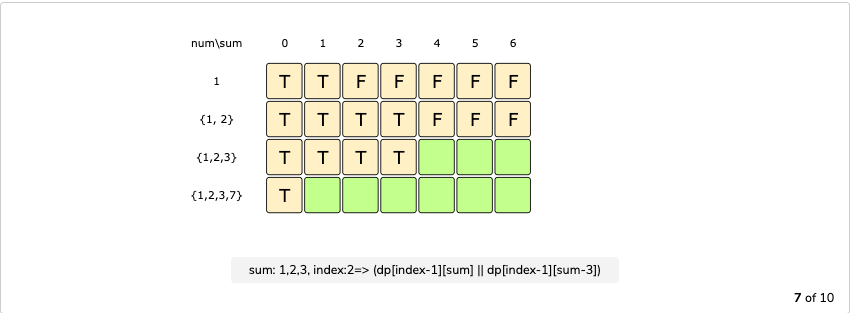 num\sum 0 1 2 3 4 5 6
1 T T F F F F F
{1, 2} T T T T F F F
{1,2,3} T T T T
{1,2,3,7} T
sum: 1,2,3, index:2=> (dp[index-1][sum] || dp[index-1][sum-3])
7 of 10